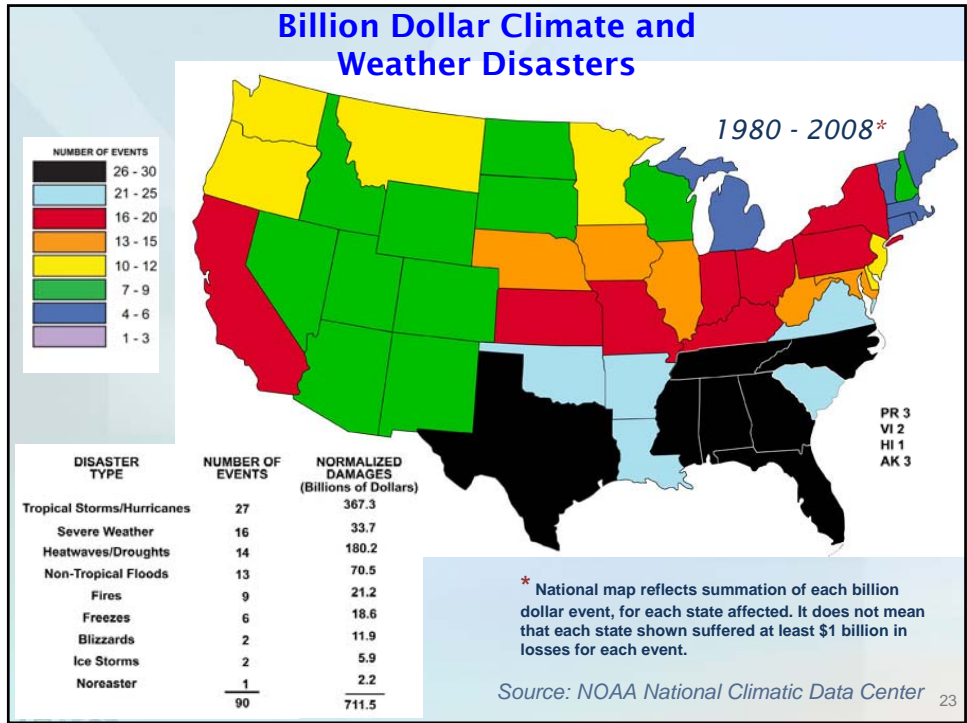 Billion Dollar Climate and
Weather Disasters
1980 - 2008*
NUMBER OF EVENTS
26 - 30
21 - 25
16 - 20
13 - 15
10 - 12
7 - 9
4 - 6
1 - 3
PR 3
VI 2
HI 1
AK 3
DISASTER TYPE NUMBER OF EVENTS NORMALIZED DAMAGES (Billions of Dollars)
Tropical Storms/Hurricanes 27 367.3
Severe Weather 16 33.7
Heatwaves/Droughts 14 180.2
Non-Tropical Floods 13 70.5
Fires 9 21.2
Freezes 6 18.6
Blizzards 2 11.9
Ice Storms 2 5.9
Noreaster 1 2.2
90 711.5
* National map reflects summation of each billion
dollar event, for each state affected. It does not mean
that each state shown suffered at least $1 billion in
losses for each event.
Source: NOAA National Climatic Data Center
23